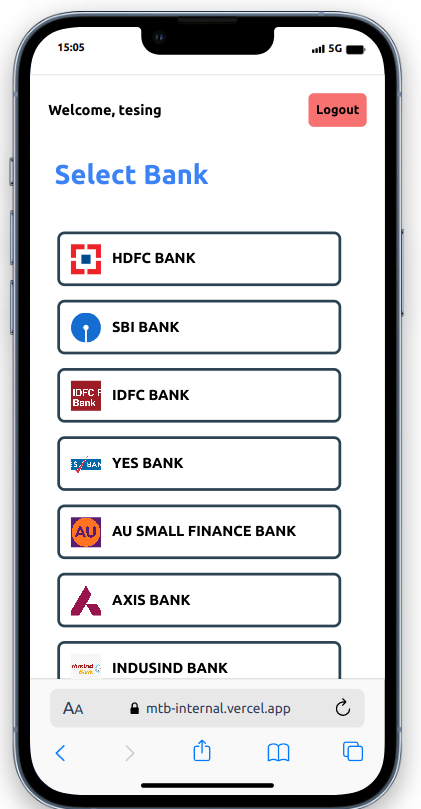 15:05
5G
Welcome, tesing
Logout
Select Bank
HDFC BANK
SBI BANK
IDFC F
Bank
IDFC BANK
YES BANK
AU
AU SMALL FINANCE BANK
AXIS BANK
IndusInd
Bank
INDUSIND BANK
AA
mtb-internal.vercel.app